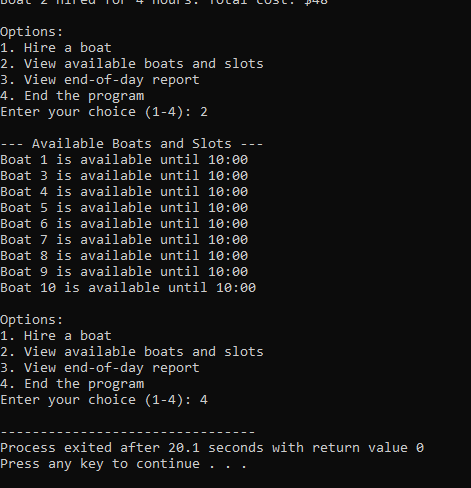 Boat 2 hired for 4 hours. Total cost: $48
Options:
1. Hire a boat
2. View available boats and slots
3. View end-of-day report
4. End the program
Enter your choice (1-4): 2
--- Available Boats and Slots ---
Boat 1 is available until 10:00
Boat 3 is available until 10:00
Boat 4 is available until 10:00
Boat 5 is available until 10:00
Boat 6 is available until 10:00
Boat 7 is available until 10:00
Boat 8 is available until 10:00
Boat 9 is available until 10:00
Boat 10 is available until 10:00
Options:
1. Hire a boat
2. View available boats and slots
3. View end-of-day report
4. End the program
Enter your choice (1-4): 4
--------------------------------
Process exited after 20.1 seconds with return value 0
Press any key to continue . . .